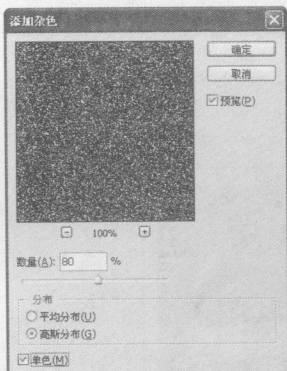 添加杂色
确定
取消
预览(P)
100%
数量(A): 80 %
分布
平均分布(U)
高斯分布(G)
单色(M)